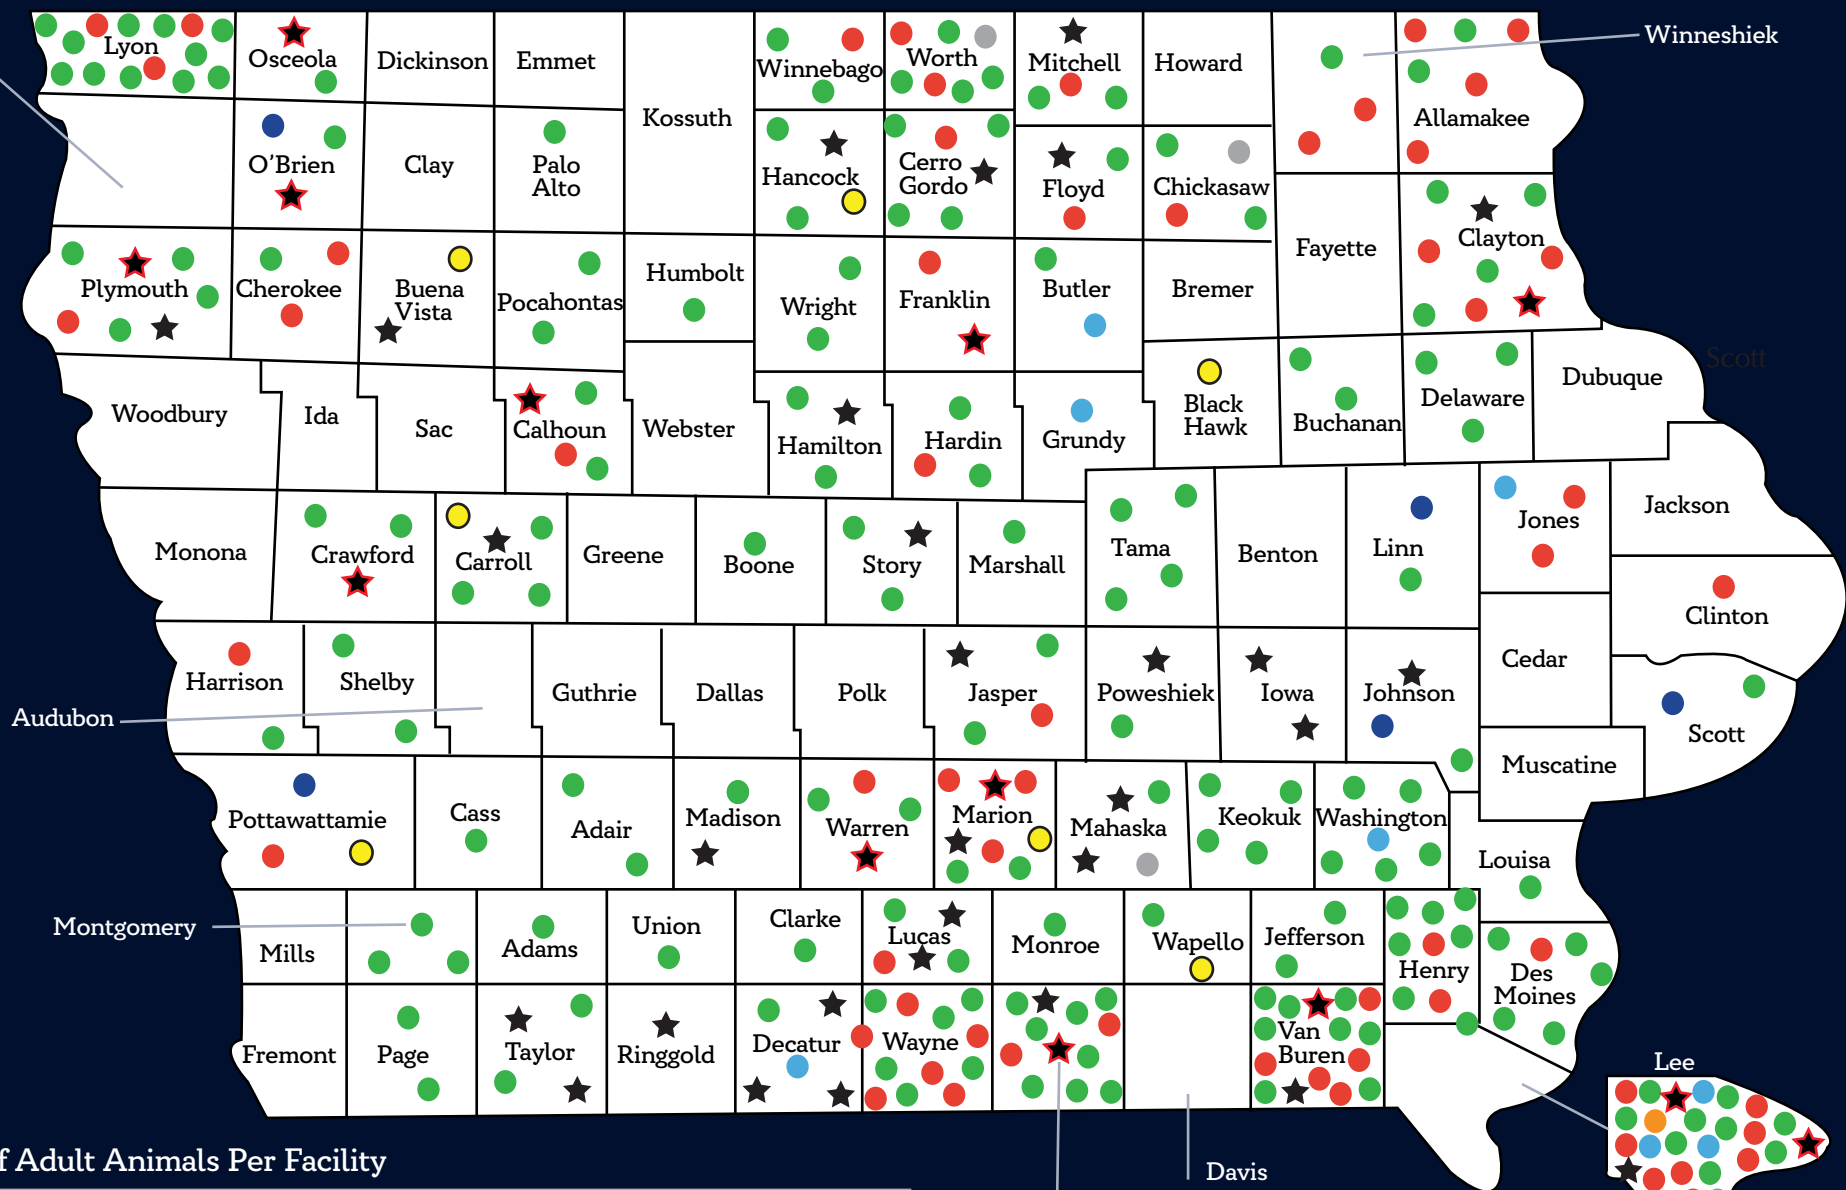 Winneshiek
Lyon
Osceola
Dickinson
Emmet
Kossuth
Winnebago
Worth
Mitchell
Howard
Allamakee
O'Brien
Clay
Palo
Alto
Hancock
Cerro
Gordo
Floyd
Chickasaw
Fayette
Clayton
Plymouth
Cherokee
Buena
Vista
Pocahontas
Humbolt
Wright
Franklin
Butler
Bremer
Scott
Woodbury
Ida
Sac
Calhoun
Webster
Hamilton
Hardin
Grundy
Black
Hawk
Buchanan
Delaware
Dubuque
Monona
Crawford
Carroll
Greene
Boone
Story
Marshall
Tama
Benton
Linn
Jones
Jackson
Clinton
Harrison
Shelby
Audubon
Guthrie
Dallas
Polk
Jasper
Poweshiek
Iowa
Johnson
Cedar
Scott
Muscatine
Pottawattamie
Cass
Adair
Madison
Warren
Marion
Mahaska
Keokuk
Washington
Louisa
Montgomery
Mills
Adams
Union
Clarke
Lucas
Monroe
Wapello
Jefferson
Henry
Des
Moines
Fremont
Page
Taylor
Ringgold
Decatur
Wayne
Van
Buren
Lee
Davis
f Adult Animals Per Facility